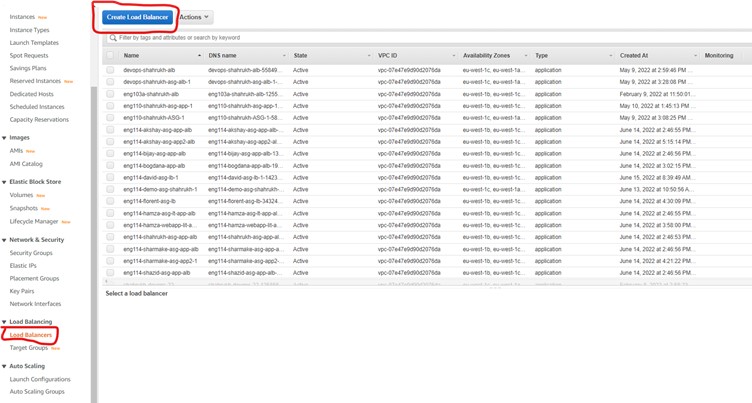 Instances New
Instance Types
Launch Templates
Spot Requests
Savings Plans
Reserved Instances New
Dedicated Hosts
Scheduled Instances
Capacity Reservations
Images
AMIs New
AMI Catalog
Elastic Block Store
Volumes New
Snapshots New
Lifecycle Manager New
Network & Security
Security Groups
Elastic IPs
Placement Groups
Key Pairs
Network Interfaces
Load Balancing
Load Balancers
Target Groups New
Auto Scaling
Launch Configurations
Auto Scaling Groups
Create Load Balancer Actions
Filter by tags and attributes or search by keyword
Name DNS name State VPC ID Availability Zones Type Created At Monitoring
devops-shahrukh-alb devops-shahrukh-alb-55849... Active vpc-07e47e9d90d2076da eu-west-1c, eu-west-1a... application May 9, 2022 at 2:59:46 PM ...
devops-shahrukh-asg-alb-1 devops-shahrukh-asg-alb-1-... Active vpc-07e47e9d90d2076da eu-west-1c, eu-west-1a... application May 9, 2022 at 3:28:08 PM ...
eng103a-shahrukh-alb eng103a-shahrukh-alb-1255... Active vpc-07e47e9d90d2076da eu-west-1b, eu-west-1c application February 9, 2022 at 11:50:01...
eng110-shahrukh-asg-app-1 eng110-shahrukh-asg-app-1... Active vpc-07e47e9d90d2076da eu-west-1b, eu-west-1a... application May 10, 2022 at 1:45:13 PM ...
eng110-shahrukh-ASG-1 eng110-shahrukh-ASG-1-58... Active vpc-07e47e9d90d2076da eu-west-1c, eu-west-1a... application May 9, 2022 at 3:08:25 PM ...
eng114-akshay-asg-app-alb eng114-akshay-asg-app-alb-... Active vpc-07e47e9d90d2076da eu-west-1b, eu-west-1c... application June 14, 2022 at 2:46:55 PM...
eng114-akshay-asg-app2-alb eng114-akshay-asg-app2-al... Active vpc-07e47e9d90d2076da eu-west-1b, eu-west-1c... application June 14, 2022 at 5:15:14 PM...
eng114-bijay-asg-app-alb eng114-bijay-asg-app-alb-13... Active vpc-07e47e9d90d2076da eu-west-1b, eu-west-1c... application June 14, 2022 at 2:46:56 PM...
eng114-bogdana-app-alb eng114-bogdana-app-alb-19... Active vpc-07e47e9d90d2076da eu-west-1b, eu-west-1c... application June 14, 2022 at 3:02:15 PM...
eng114-david-asg-lb-1 eng114-david-asg-lb-1-1423... Active vpc-07e47e9d90d2076da eu-west-1b, eu-west-1c... application June 15, 2022 at 8:39:49 AM...
eng114-demo-asg-shahrukh-1 eng114-demo-asg-shahrukh-... Active vpc-07e47e9d90d2076da eu-west-1b, eu-west-1c... application June 13, 2022 at 10:50:56 A...
eng114-florent-asg-lb eng114-florent-asg-lb-34324... Active vpc-07e47e9d90d2076da eu-west-1b, eu-west-1c... application June 14, 2022 at 4:30:09 PM...
eng114-hamza-asg-lt-app-alb eng114-hamza-asg-lt-app-al... Active vpc-07e47e9d90d2076da eu-west-1b, eu-west-1c... application June 14, 2022 at 2:46:55 PM...
eng114-hamza-webapp-lt-a... eng114-hamza-webapp-lt-a... Active vpc-07e47e9d90d2076da eu-west-1b, eu-west-1c... application June 14, 2022 at 3:58:00 PM...
eng114-shahrukh-asg-app-alb eng114-shahrukh-asg-app-al... Active vpc-07e47e9d90d2076da eu-west-1b, eu-west-1c... application June 14, 2022 at 2:46:53 PM...
eng114-sharmake-asg-app-alb eng114-sharmake-asg-app-a... Active vpc-07e47e9d90d2076da eu-west-1b, eu-west-1c... application June 14, 2022 at 2:46:56 PM...
eng114-sharmake-asg-app2-1 eng114-sharmake-asg-app2-... Active vpc-07e47e9d90d2076da eu-west-1b, eu-west-1c... application June 14, 2022 at 4:21:22 PM...
eng114-shazid-asg-app-alb eng114-shazid-asg-app-alb-... Active vpc-07e47e9d90d2076da eu-west-1b, eu-west-1c... application June 14, 2022 at 2:46:56 PM...
Select a load balancer